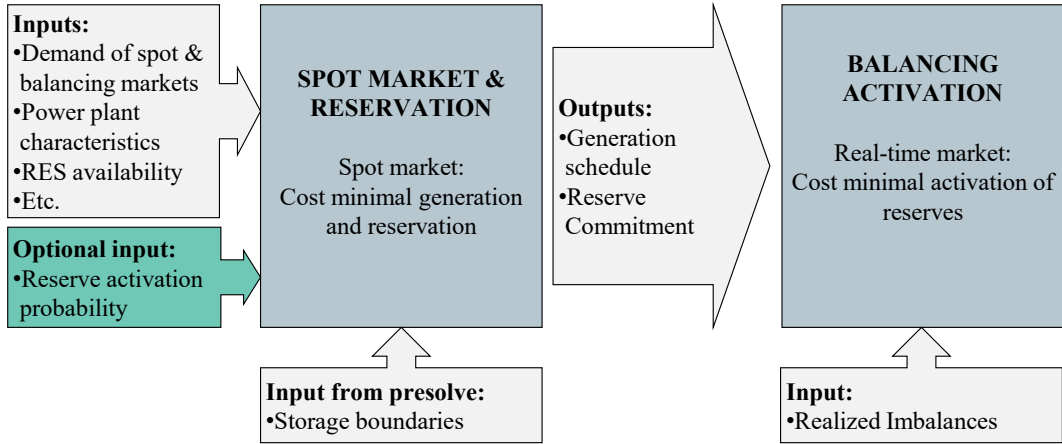 Inputs:
•Demand of spot &
balancing markets
•Power plant
characteristics
•RES availability
•Etc.
Optional input:
•Reserve activation
probability
SPOT MARKET &
RESERVATION
Spot market:
Cost minimal generation
and reservation
Input from presolve:
•Storage boundaries
Outputs:
•Generation
schedule
•Reserve
Commitment
BALANCING
ACTIVATION
Real-time market:
Cost minimal activation of
reserves
Input:
•Realized Imbalances